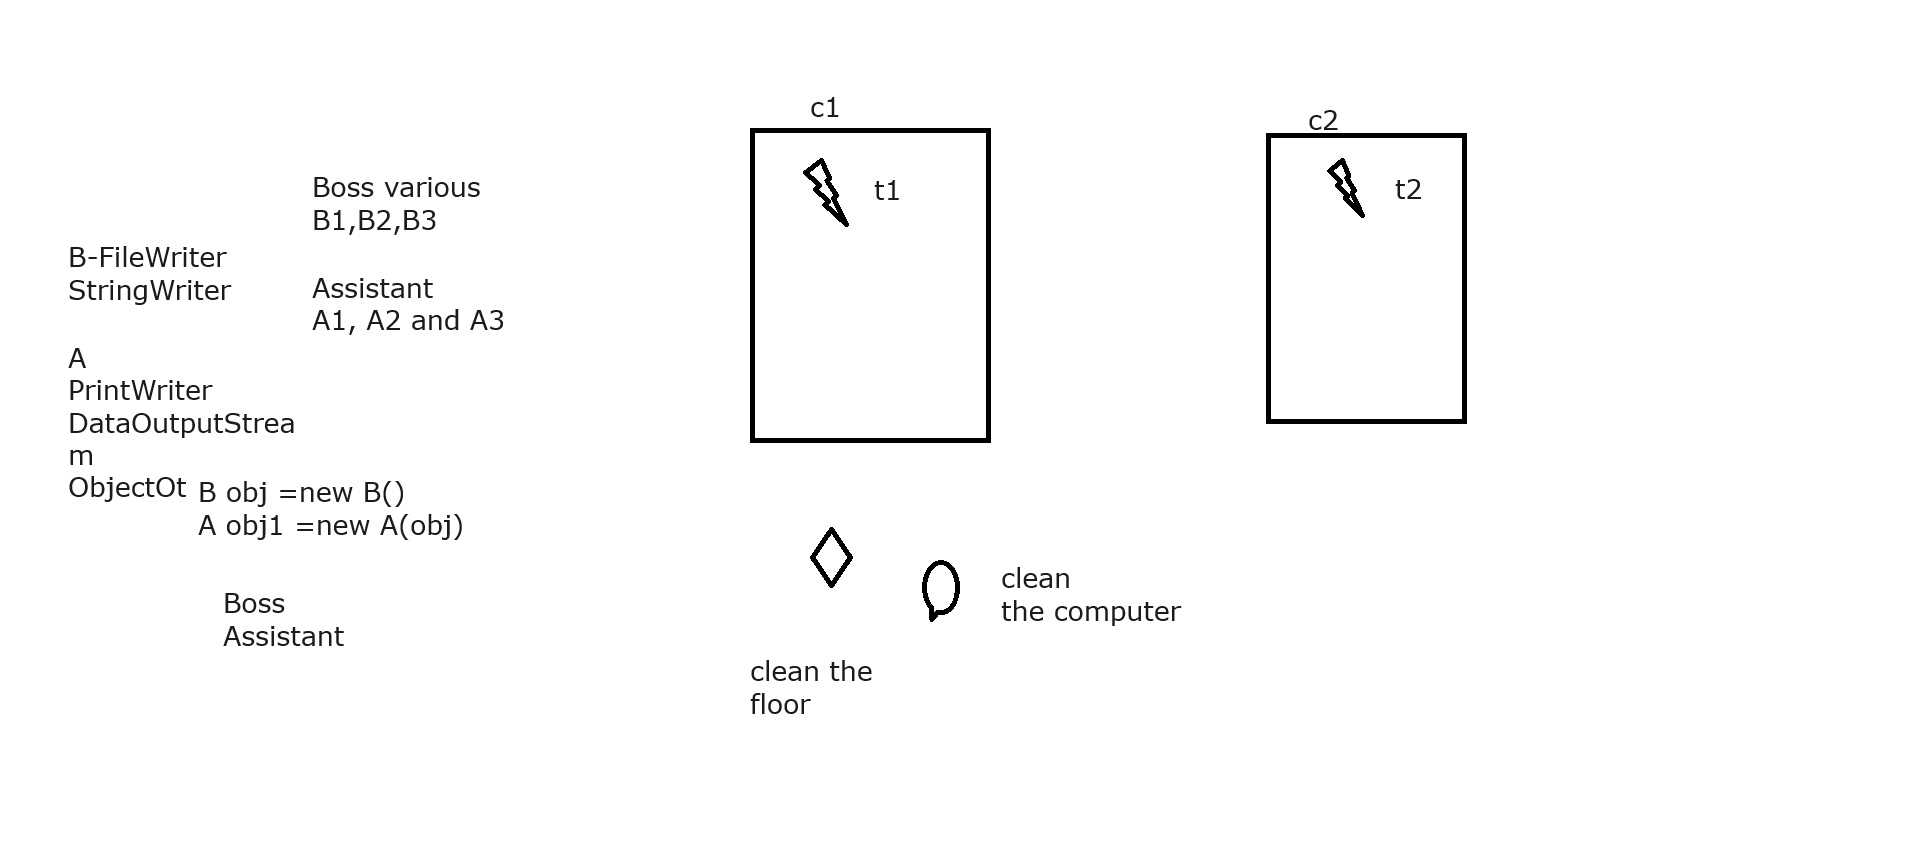 Boss various
B1,B2,B3
B-FileWriter
StringWriter
Assistant
A1, A2 and A3
A
PrintWriter
DataOutputStrea
m
ObjectOt
B obj =new B()
A obj1 =new A(obj)
Boss
Assistant
c1
t1
c2
t2
clean
the computer
clean the
floor